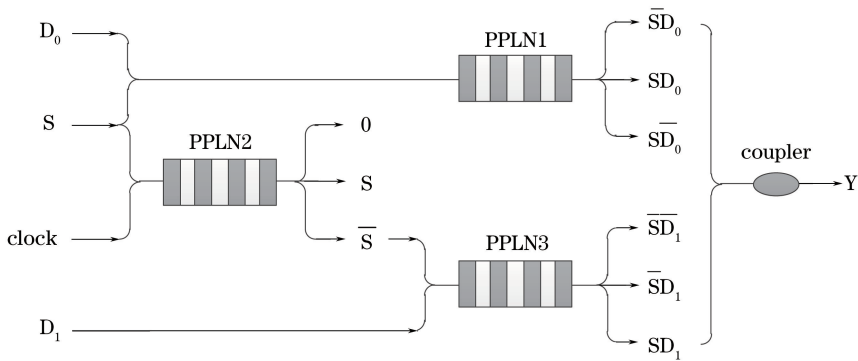 D₀
S
clock
D₁
PPLN2
0
S
S̅
PPLN1
S̅D₀
SD₀
SD̅₀
PPLN3
S̅D̅₁
S̅D₁
SD₁
coupler
Y